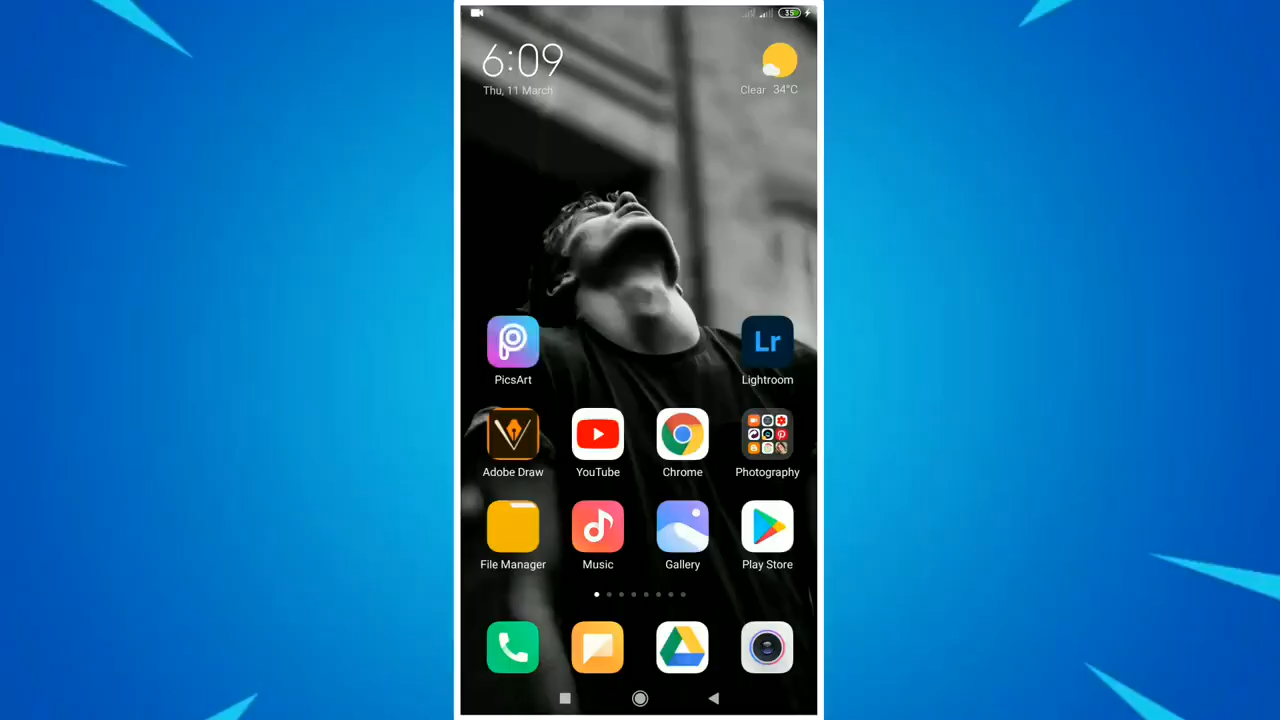 35
6:09
Thu, 11 March
Clear 34°C
Lr
PicsArt
Lightroom
Adobe Draw
YouTube
Chrome
Photography
File Manager
Music
Gallery
Play Store